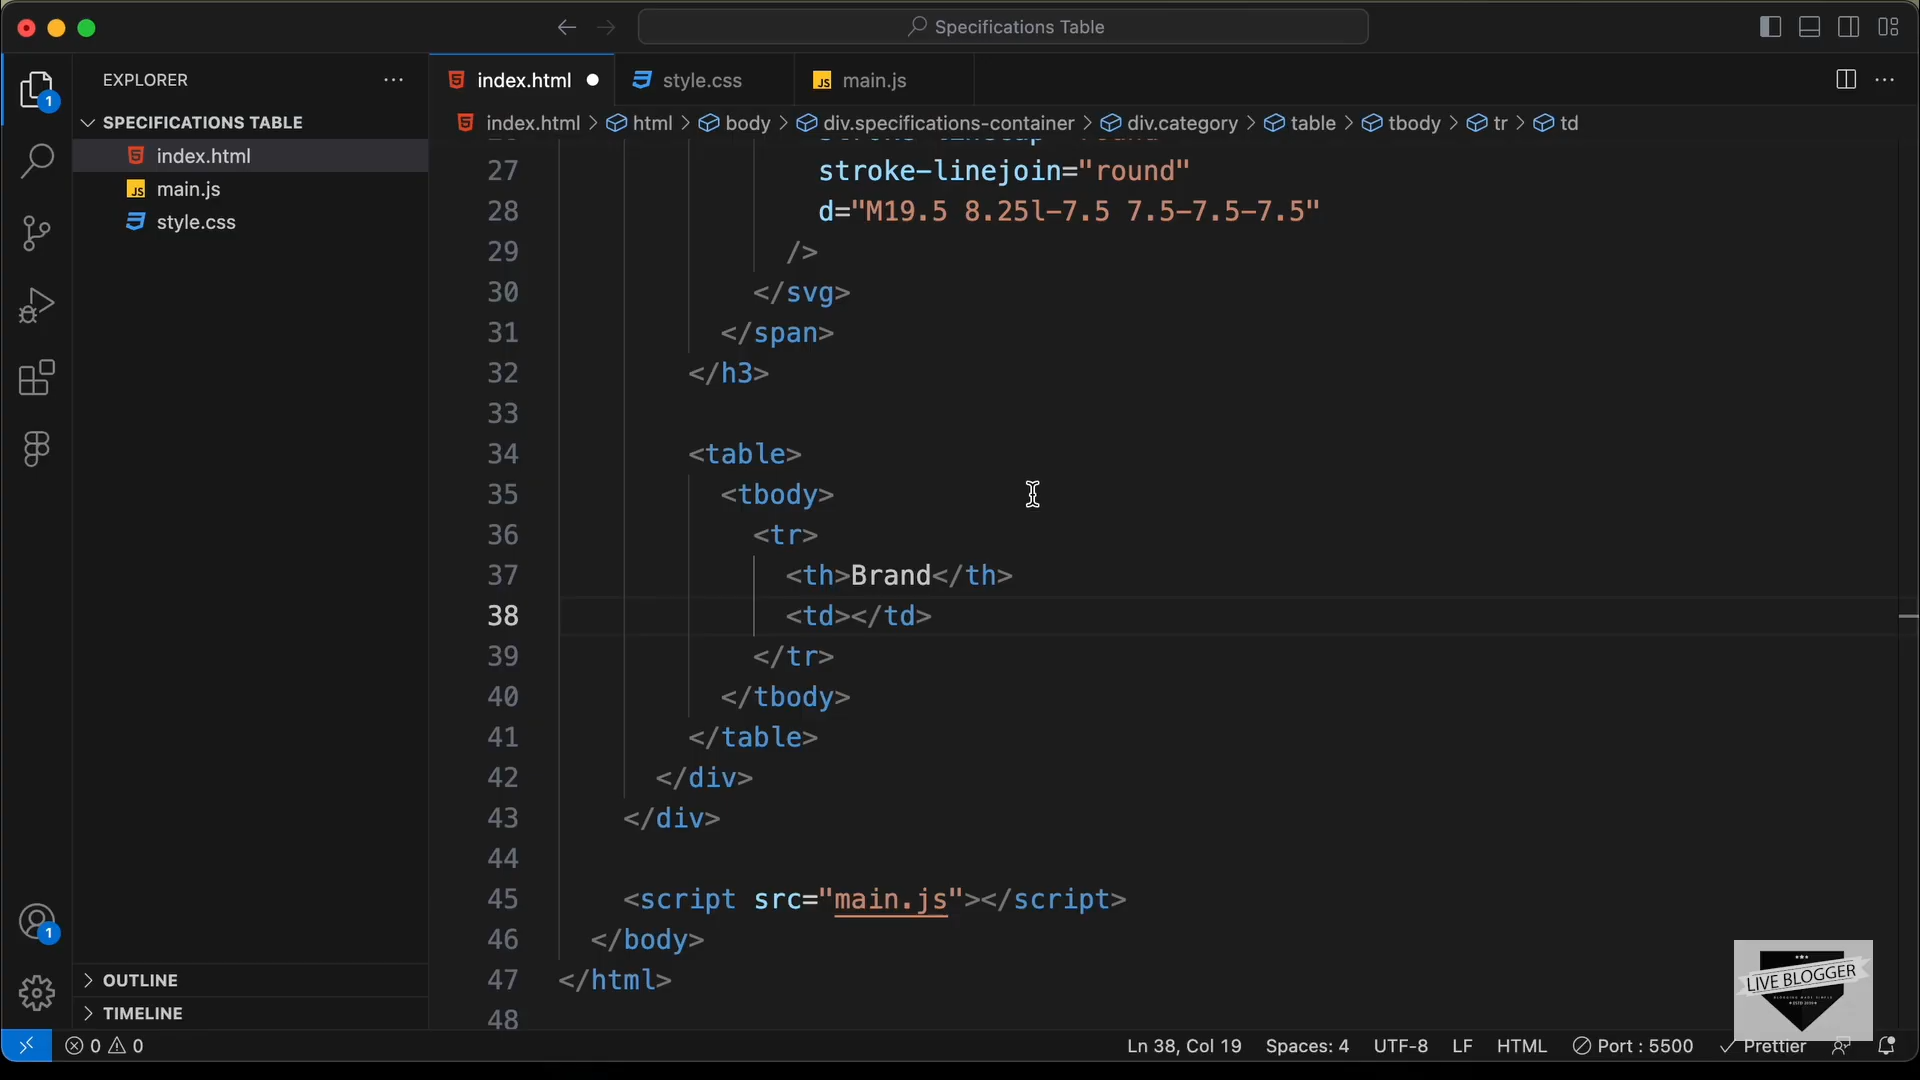 Specifications Table
EXPLORER
SPECIFICATIONS TABLE
index.html
main.js
style.css
OUTLINE
TIMELINE
index.html
style.css
main.js
index.html > html > body > div.specifications-container > div.category > table > tbody > tr > td
27 stroke-linejoin="round"
28 d="M19.5 8.25l-7.5 7.5-7.5-7.5"
29 />
30 </svg>
31 </span>
32 </h3>
33
34 <table>
35 <tbody>
36 <tr>
37 <th>Brand</th>
38 <td></td>
39 </tr>
40 </tbody>
41 </table>
42 </div>
43 </div>
44
45 <script src="main.js"></script>
46 </body>
47 </html>
48
1
1
0 0
Ln 38, Col 19 Spaces: 4 UTF-8 LF HTML Port : 5500 Prettier
LIVE BLOGGER